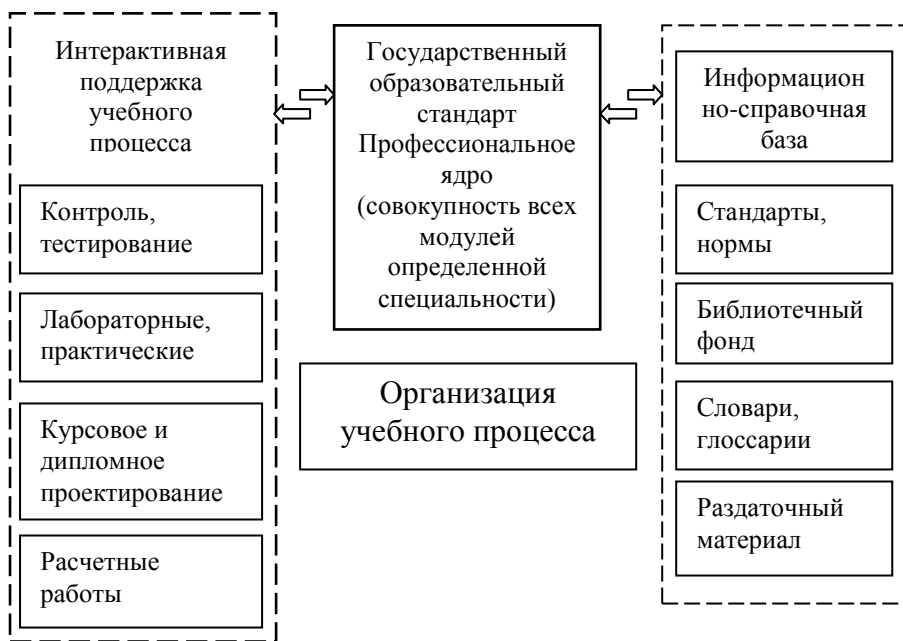 Интерактивная
поддержка
учебного
процесса
Контроль,
тестирование
Лабораторные,
практические
Курсовое и
дипломное
проектирование
Расчетные
работы
Государственный
образовательный
стандарт
Профессиональное
ядро
(совокупность всех
модулей
определенной
специальности)
Организация
учебного процесса
Информацион
но-справочная
база
Стандарты,
нормы
Библиотечный
фонд
Словари,
глоссарии
Раздаточный
материал